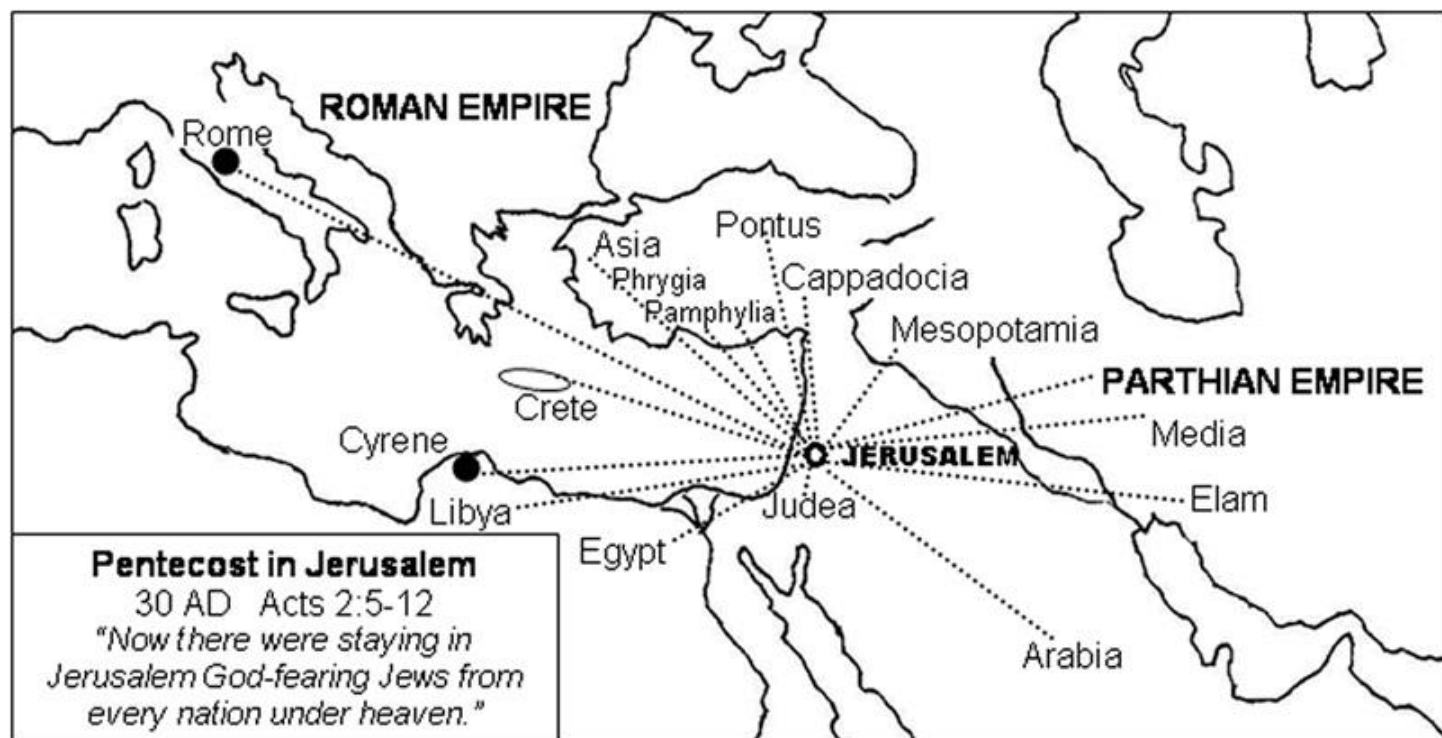 ROMAN EMPIRE
Rome
Pontus
Asia
Phrygia
Cappadocia
Pamphylia
Mesopotamia
PARTHIAN EMPIRE
Crete
Media
Cyrene
JERUSALEM
Elam
Libya
Judea
Egypt
Arabia
Pentecost in Jerusalem
30 AD Acts 2:5-12
"Now there were staying in
Jerusalem God-fearing Jews from
every nation under heaven."